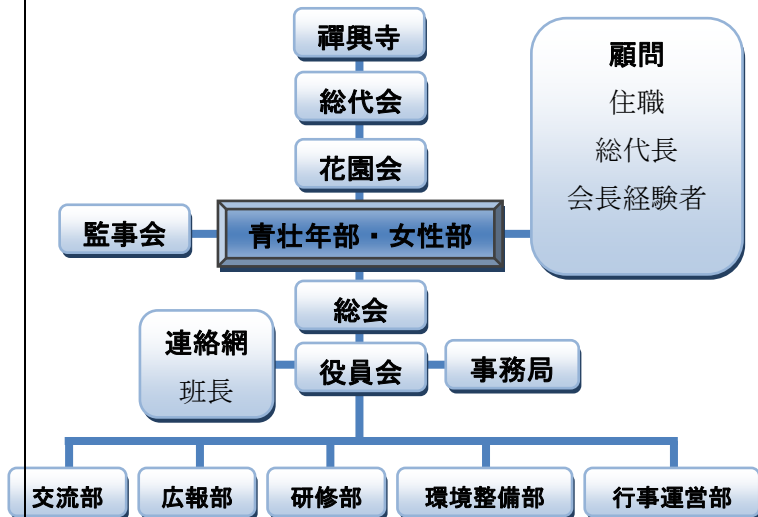 禪興寺
顧問
住職
総代長
会長経験者
総代会
花園会
監事会
青壮年部・女性部
総会
連絡網
班長
役員会
事務局
交流部
広報部
研修部
環境整備部
行事運営部